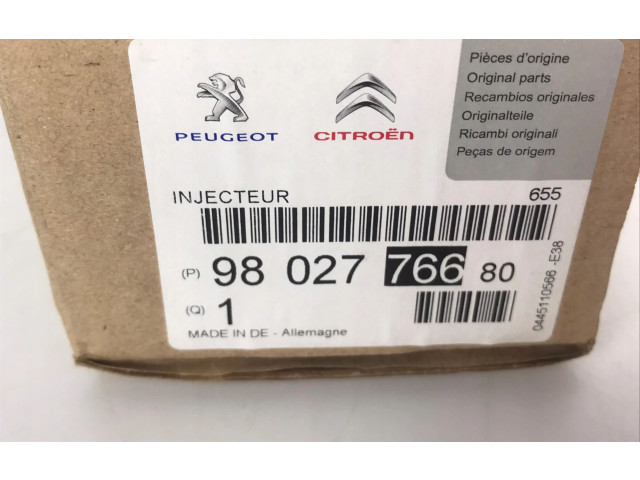 Pièces d'origine
Original parts
Recambios originales
Originalteile
Ricambi originali
Peças de origem
PEUGEOT
CITROËN
INJECTEUR 655
(P) 98 027 766 80
(Q) 1
MADE IN DE - Allemagne
0445110566 -E38